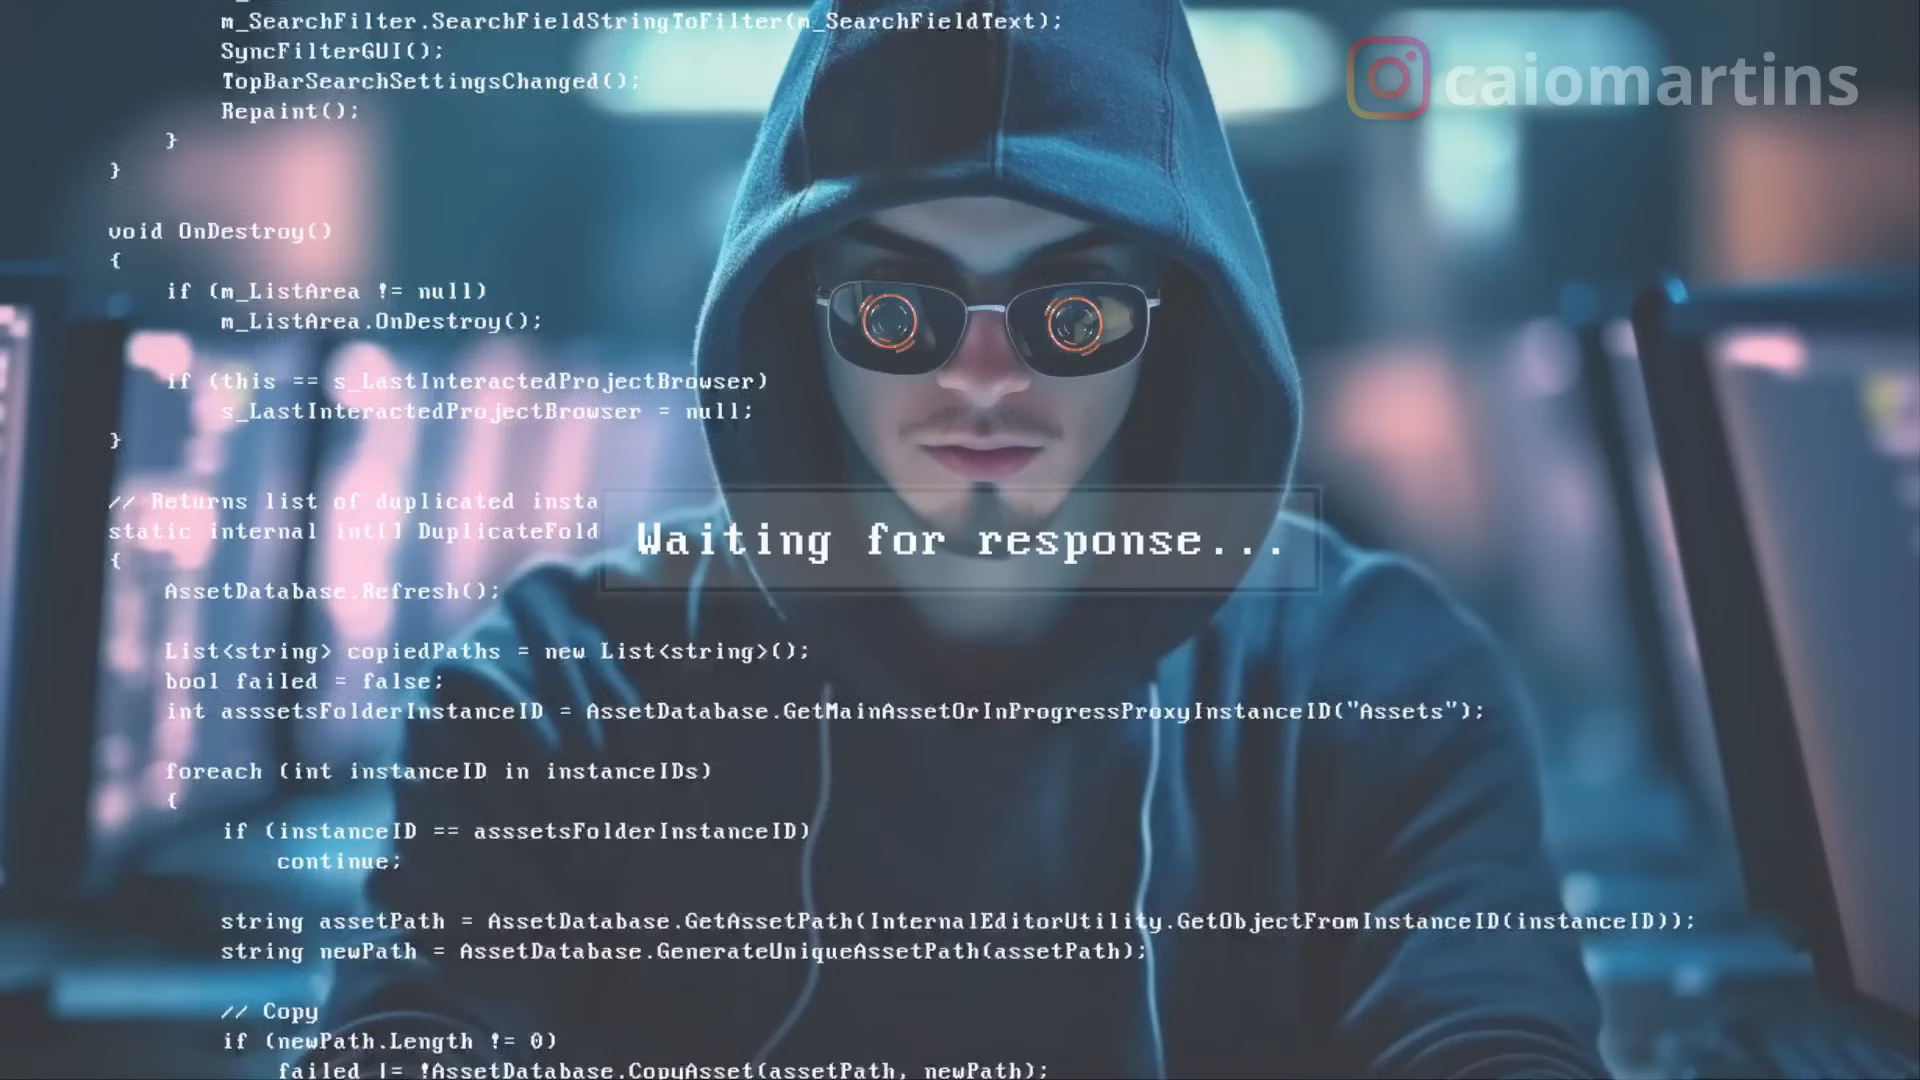 m_SearchFilter.SearchFieldStringToFilter(m_SearchFieldText);
caiomartins
SyncFilterGUI();
TopBarSearchSettingsChanged();
Repaint();
}
}
void OnDestroy()
{
if (m_ListArea != null)
m_ListArea.OnDestroy();
if (this == s_LastInteractedProjectBrowser)
s_LastInteractedProjectBrowser = null;
}
// Returns list of duplicated insta
static internal int[] DuplicateFold
Waiting for response...
{
AssetDatabase.Refresh();
List<string> copiedPaths = new List<string>();
bool failed = false;
int asssetsFolderInstanceID = AssetDatabase.GetMainAssetOrInProgressProxyInstanceID("Assets");
foreach (int instanceID in instanceIDs)
{
if (instanceID == asssetsFolderInstanceID)
continue;
string assetPath = AssetDatabase.GetAssetPath(InternalEditorUtility.GetObjectFromInstanceID(instanceID));
string newPath = AssetDatabase.GenerateUniqueAssetPath(assetPath);
// Copy
if (newPath.Length != 0)
failed |= !AssetDatabase.CopyAsset(assetPath, newPath);